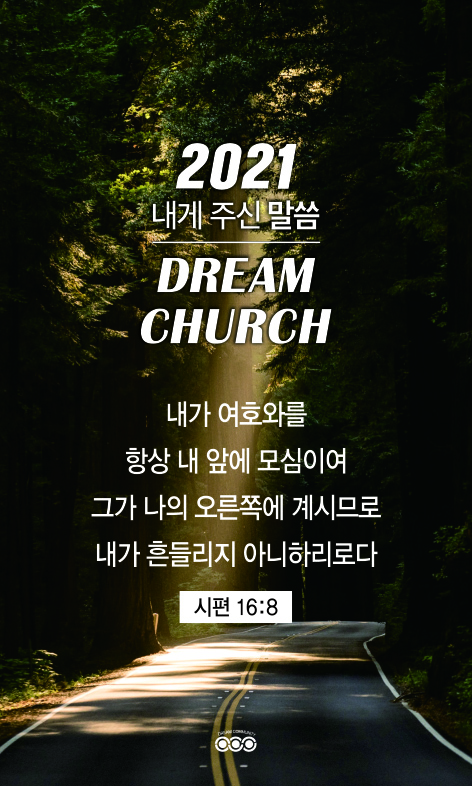 2021
내게 주신 말씀
DREAM
CHURCH
내가 여호와를
항상 내 앞에 모심이여
그가 나의 오른쪽에 계시므로
내가 흔들리지 아니하리로다
시편 16:8